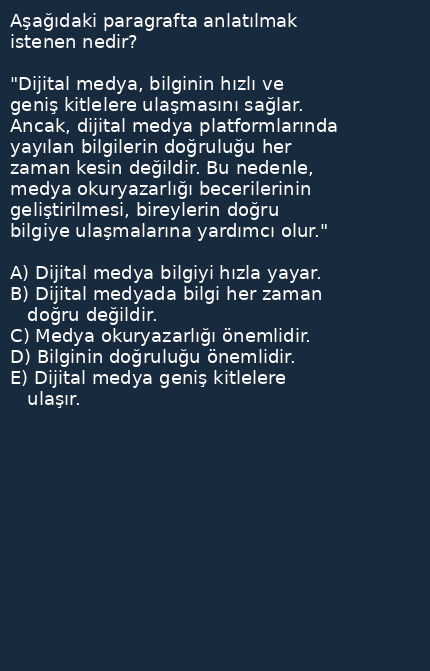 Aşağıdaki paragrafta anlatılmak
istenen nedir?
"Dijital medya, bilginin hızlı ve
geniş kitlelere ulaşmasını sağlar.
Ancak, dijital medya platformlarında
yayılan bilgilerin doğruluğu her
zaman kesin değildir. Bu nedenle,
medya okuryazarlığı becerilerinin
geliştirilmesi, bireylerin doğru
bilgiye ulaşmalarına yardımcı olur."
A) Dijital medya bilgiyi hızla yayar.
B) Dijital medyada bilgi her zaman
doğru değildir.
C) Medya okuryazarlığı önemlidir.
D) Bilginin doğruluğu önemlidir.
E) Dijital medya geniş kitlelere
ulaşır.